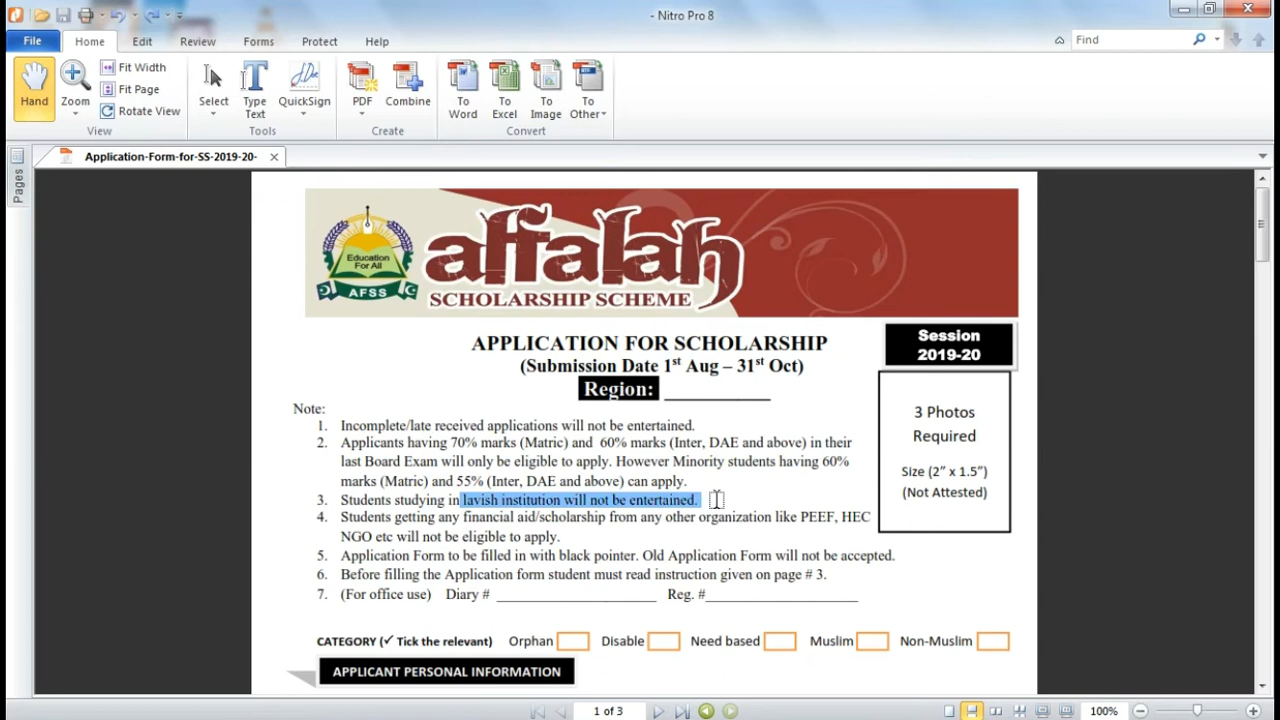 - Nitro Pro 8
File Home Edit Review Forms Protect Help
Find
Hand
Zoom
Fit Width
Fit Page
Rotate View
View
Select
Type Text
QuickSign
Tools
PDF
Combine
Create
To Word
To Excel
To Image
To Other
Convert
Pages
Application-Form-for-SS-2019-20-
Education
For All
AFSS
affalah
SCHOLARSHIP SCHEME
APPLICATION FOR SCHOLARSHIP
(Submission Date 1st Aug – 31st Oct)
Region: ___________
Session
2019-20
3 Photos
Required
Size (2” x 1.5”)
(Not Attested)
Note:
1. Incomplete/late received applications will not be entertained.
2. Applicants having 70% marks (Matric) and 60% marks (Inter, DAE and above) in their
last Board Exam will only be eligible to apply. However Minority students having 60%
marks (Matric) and 55% (Inter, DAE and above) can apply.
3. Students studying in lavish institution will not be entertained.
4. Students getting any financial aid/scholarship from any other organization like PEEF, HEC
NGO etc will not be eligible to apply.
5. Application Form to be filled in with black pointer. Old Application Form will not be accepted.
6. Before filling the Application form student must read instruction given on page # 3.
7. (For office use) Diary # _____________________ Reg. #____________________
CATEGORY (✓ Tick the relevant) Orphan Disable Need based Muslim Non-Muslim
APPLICANT PERSONAL INFORMATION
1 of 3
100%